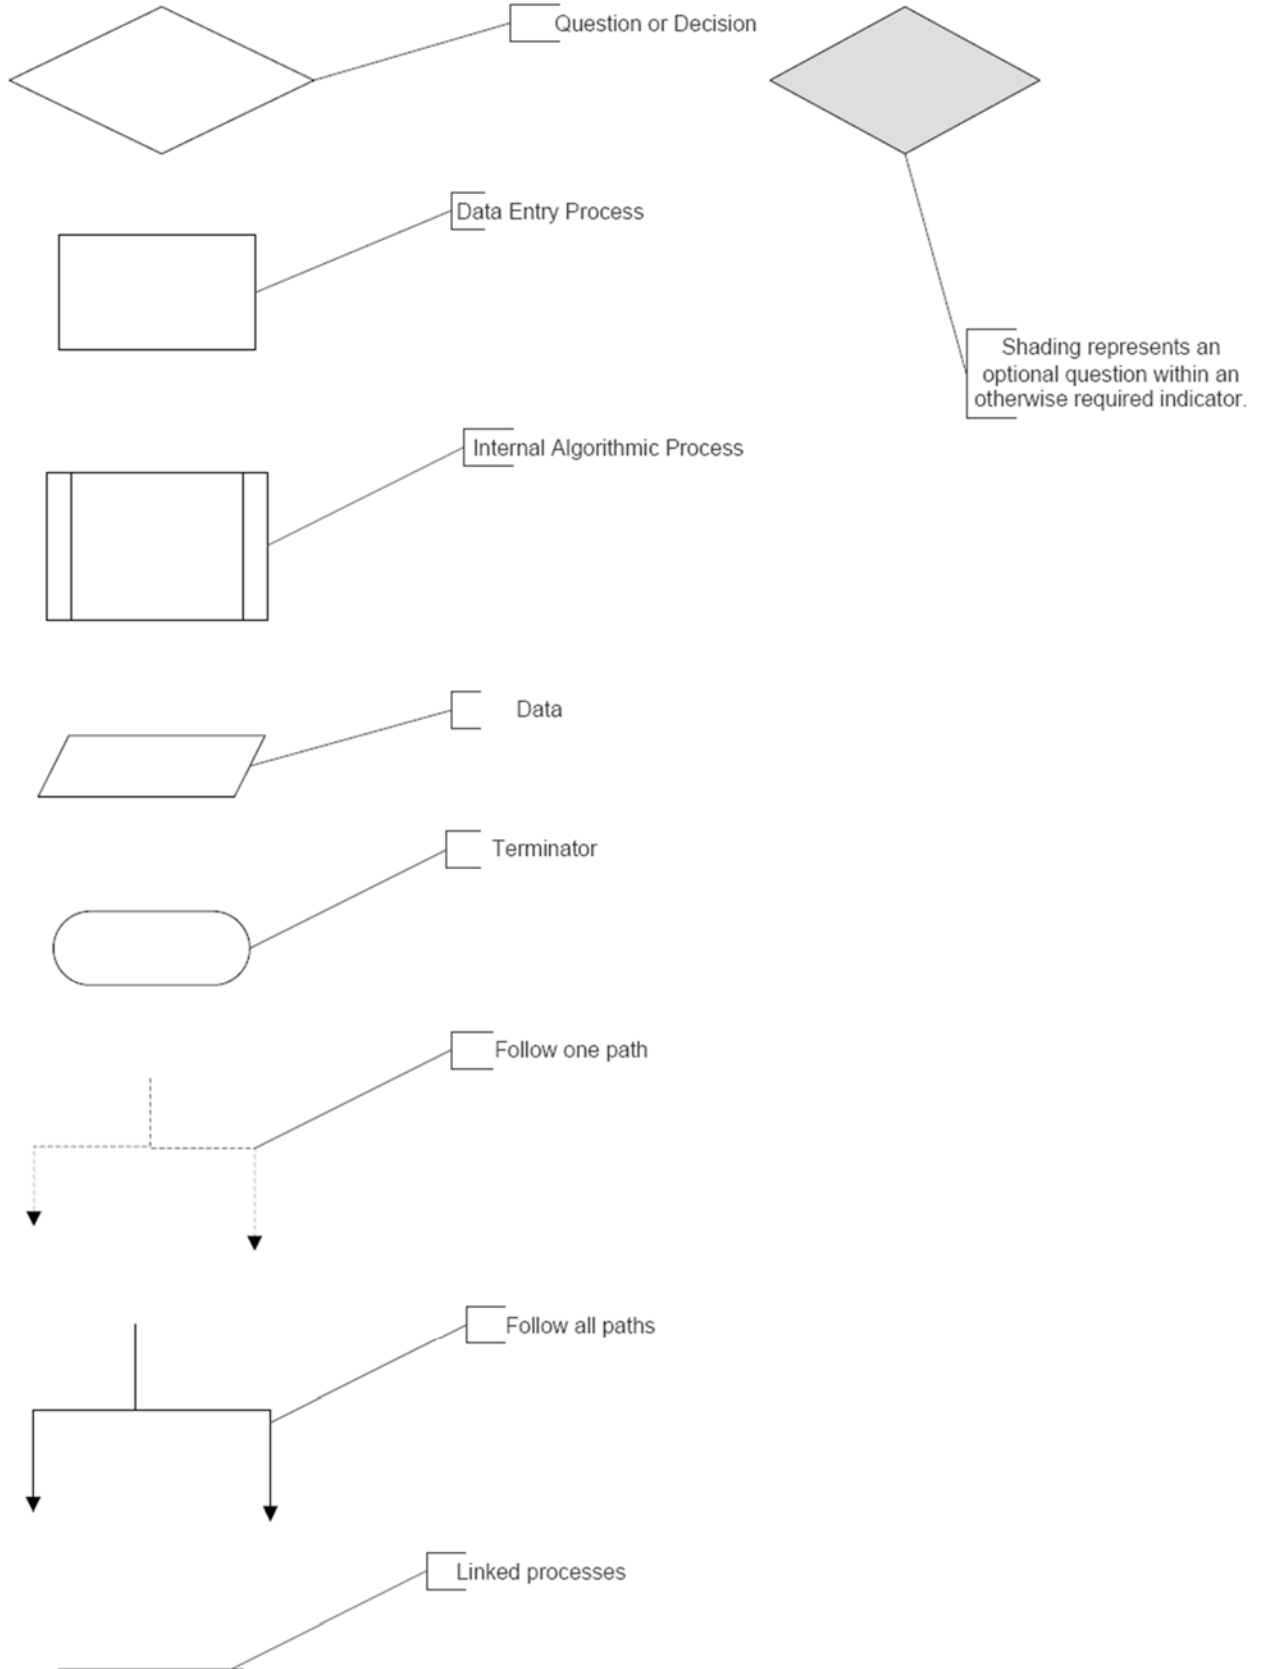 Question or Decision
Data Entry Process
Shading represents an
optional question within an
otherwise required indicator.
Internal Algorithmic Process
Data
Terminator
Follow one path
Follow all paths
Linked processes